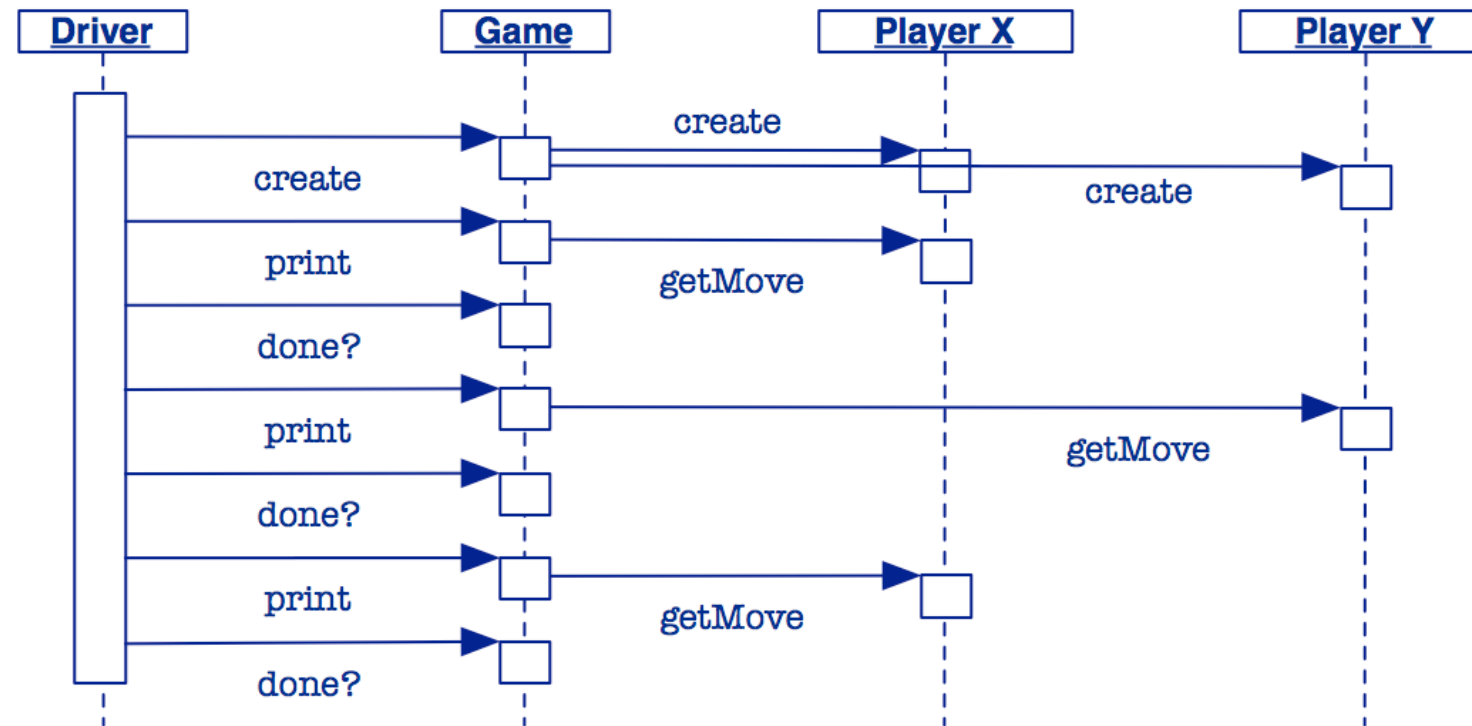 Driver Game Player X Player Y
create
create
create
print
getMove
done?
print
getMove
done?
print
getMove
done?